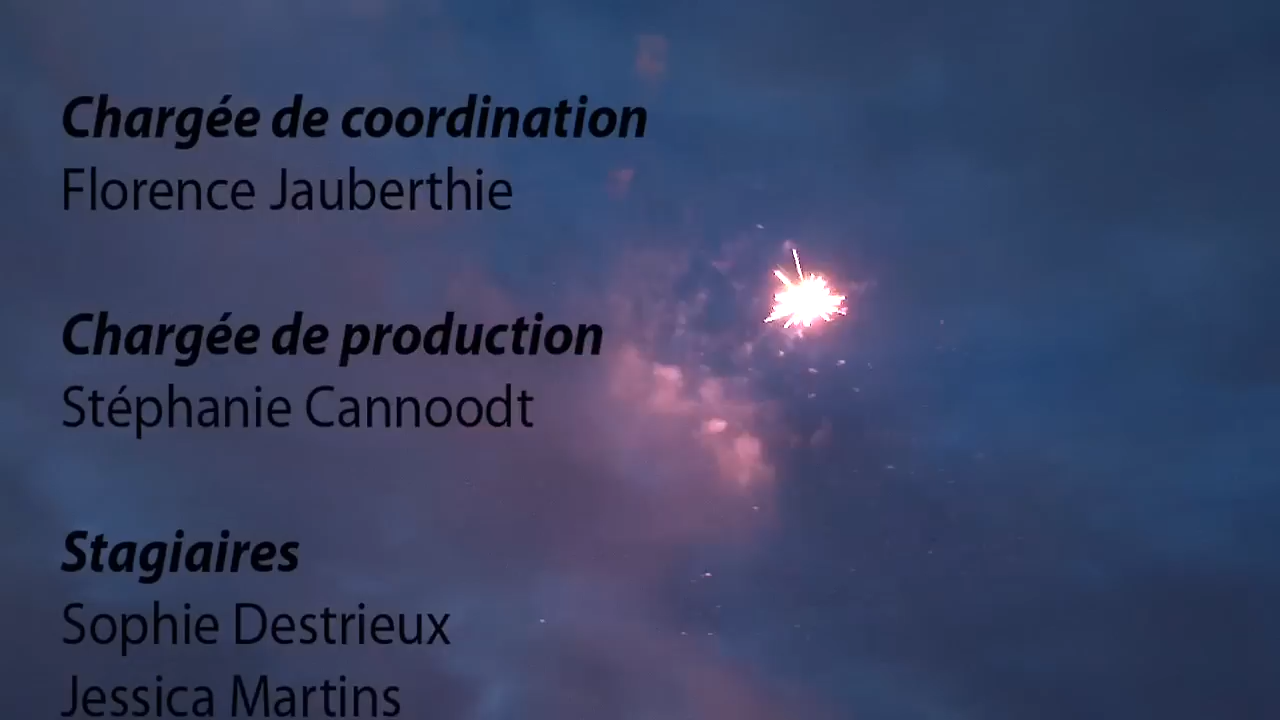 Chargée de coordination
Florence Jauberthie
Chargée de production
Stéphanie Cannoodt
Stagiaires
Sophie Destrieux
Jessica Martins